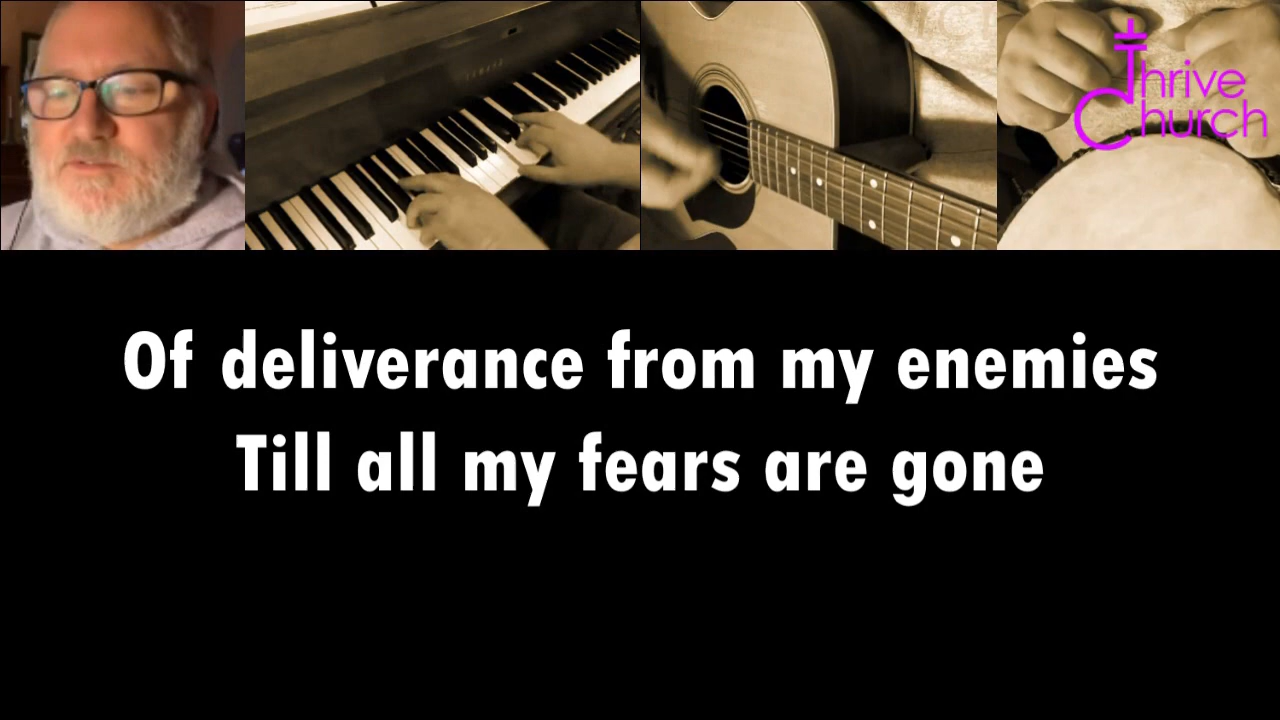 Thrive
Church
Of deliverance from my enemies
Till all my fears are gone